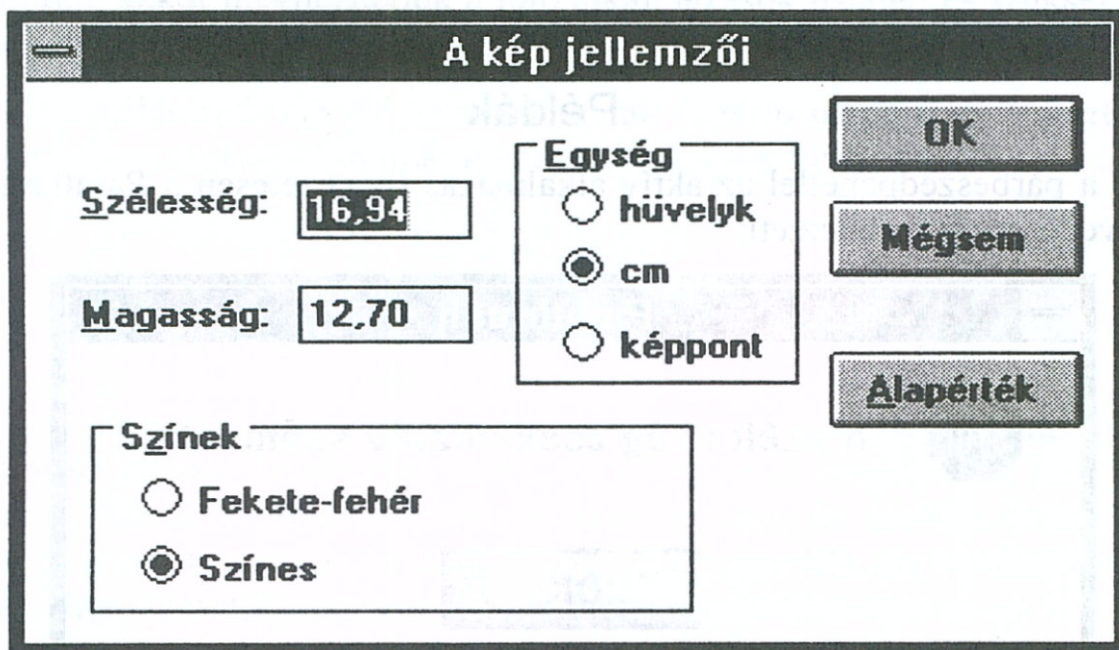 A kép jellemzői
Szélesség: 16,94
Magasság: 12,70
Egység
hüvelyk
cm
képpont
OK
Mégsem
Alapérték
Színek
Fekete-fehér
Színes
Példák